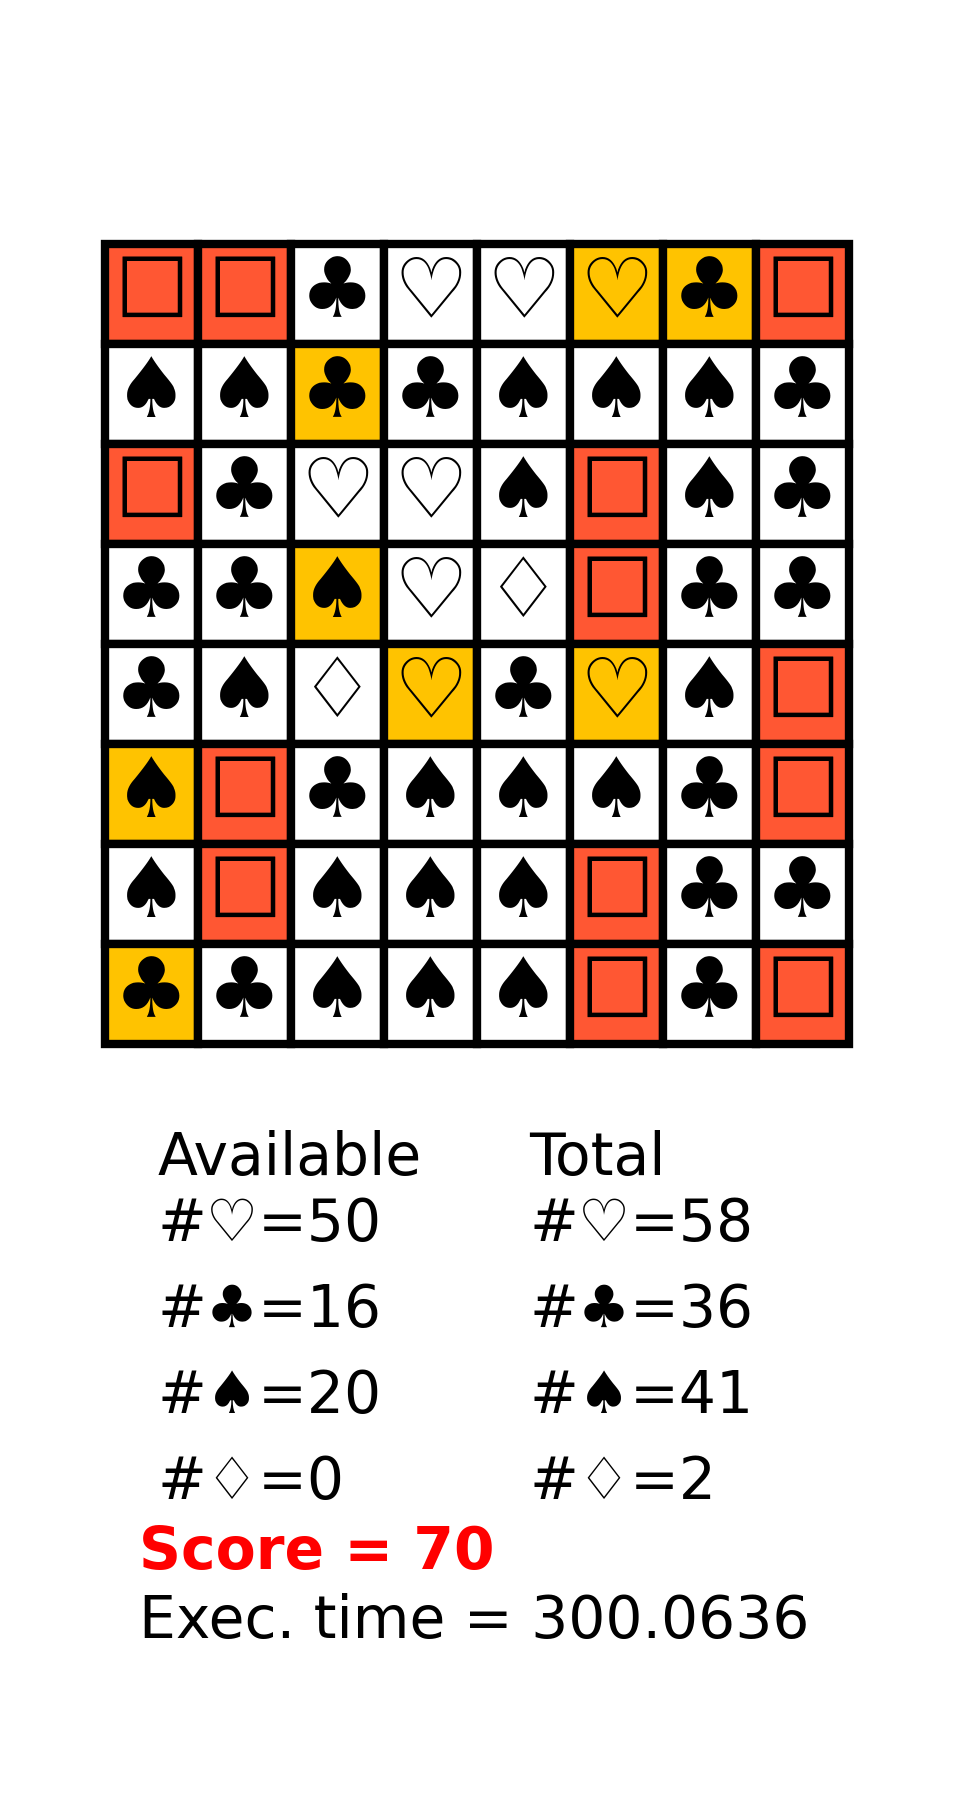 □ □ ♣ ♡ ♡ ♡ ♣ □
♠ ♠ ♣ ♣ ♠ ♠ ♠ ♣
□ ♣ ♡ ♡ ♠ □ ♠ ♣
♣ ♣ ♠ ♡ ♢ □ ♣ ♣
♣ ♠ ♢ ♡ ♣ ♡ ♠ □
♠ □ ♣ ♠ ♠ ♠ ♣ □
♠ □ ♠ ♠ ♠ □ ♣ ♣
♣ ♣ ♠ ♠ ♠ □ ♣ □
Available Total
#♡=50 #♡=58
#♣=16 #♣=36
#♠=20 #♠=41
#♢=0 #♢=2
Score = 70
Exec. time = 300.0636